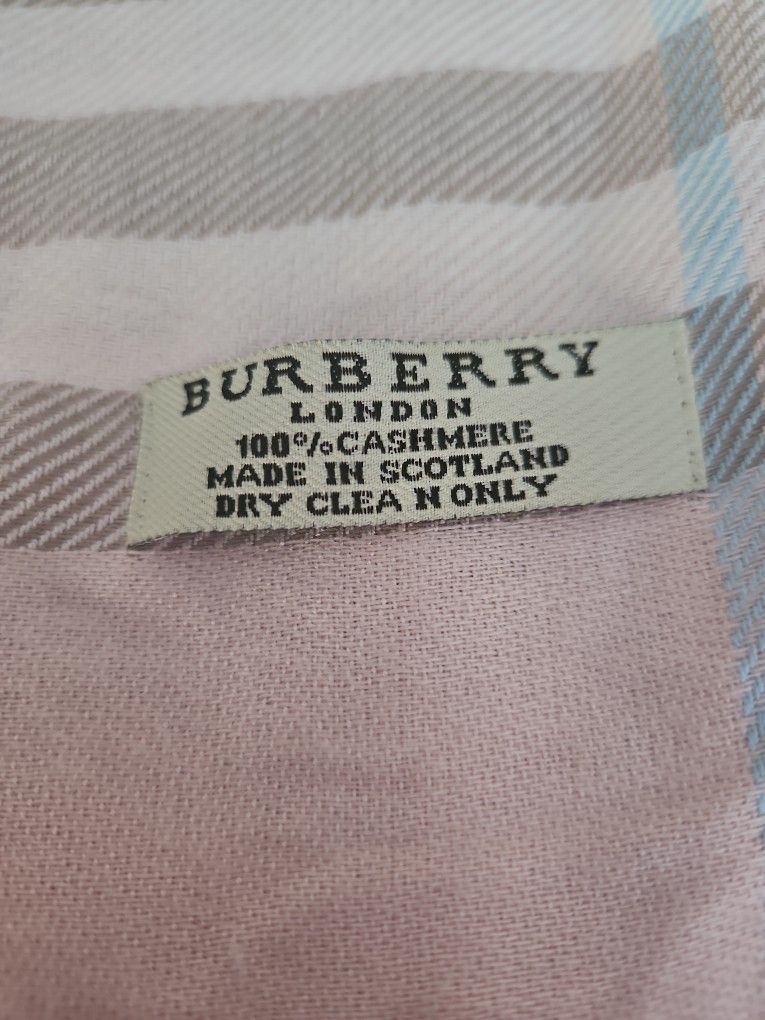 BURBERRY
LONDON
100% CASHMERE
MADE IN SCOTLAND
DRY CLEA N ONLY